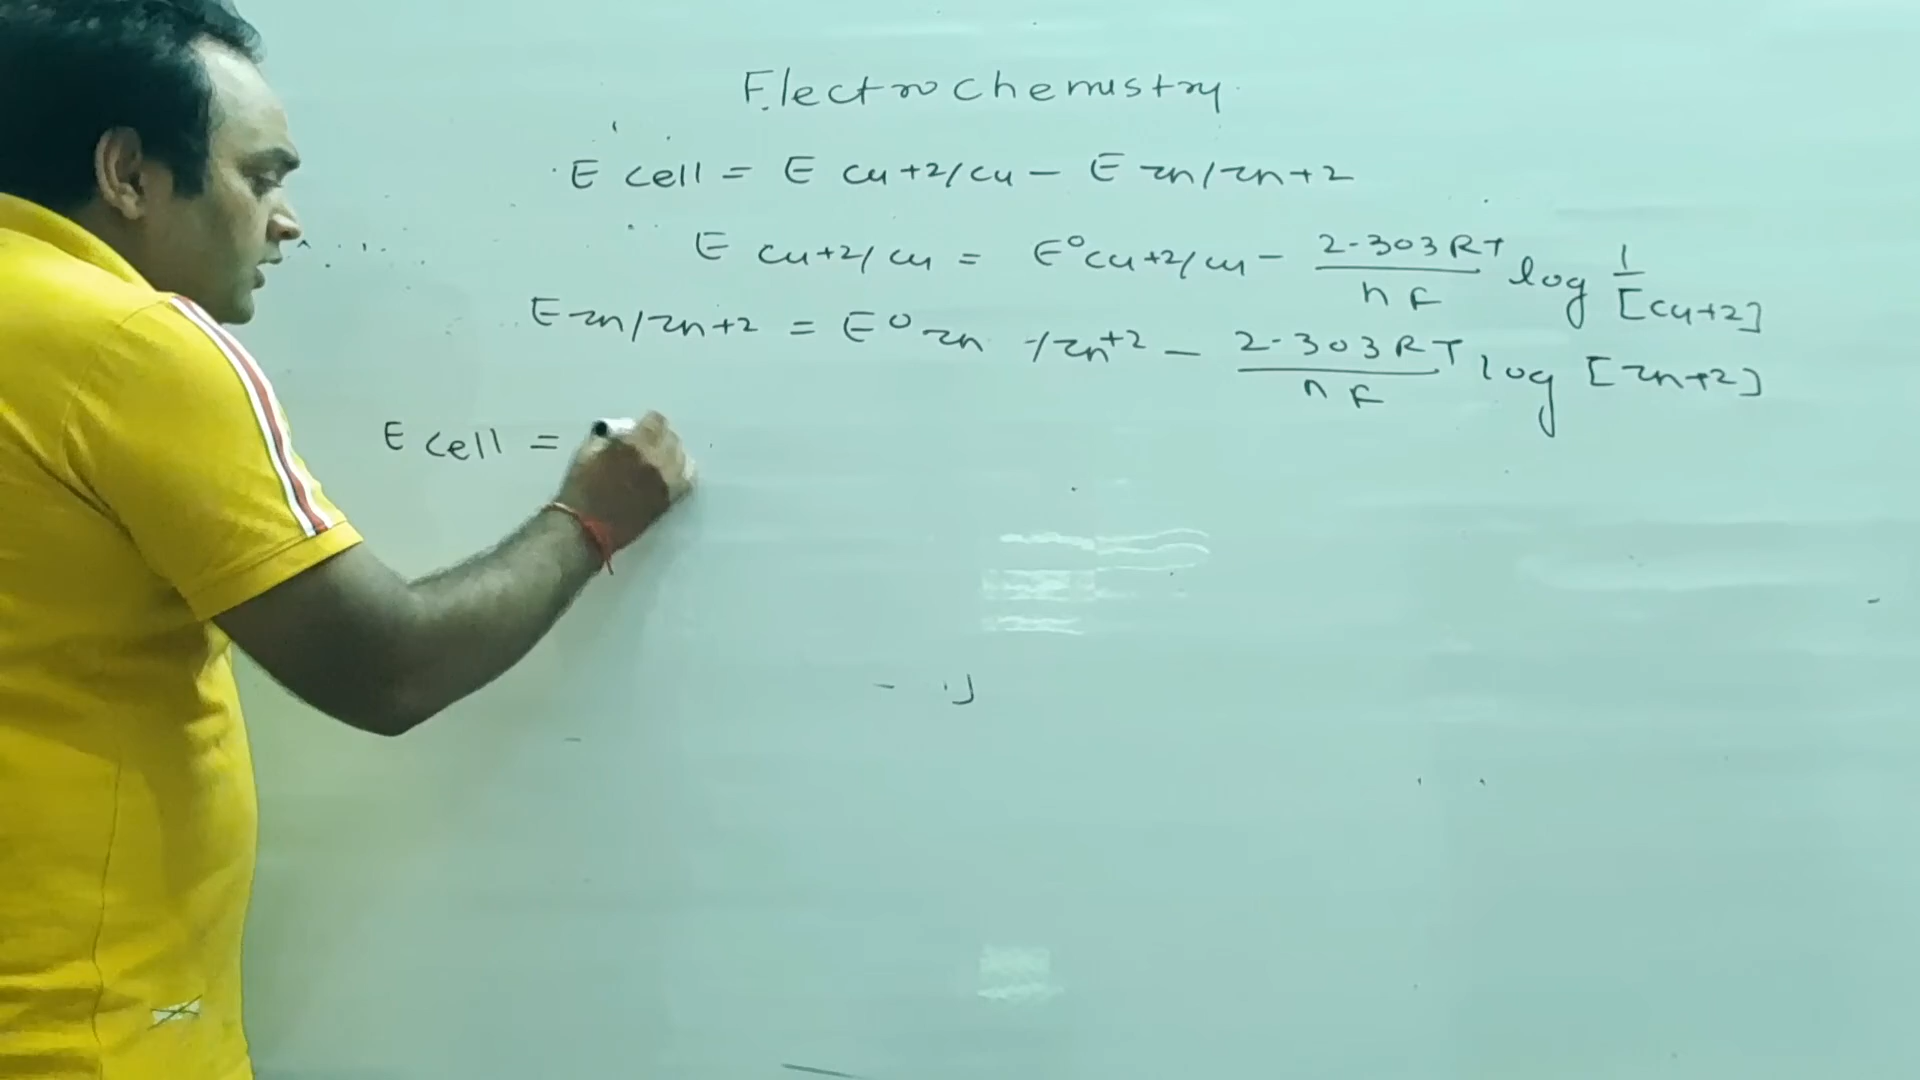 Electrochemistry
E cell = E cu+2/cu - E zn/zn+2
E cu+2/cu = E°cu+2/cu - 2.303RT/nF log 1/[cu+2]
E zn/zn+2 = E°zn/zn+2 - 2.303RT/nF log [zn+2]
E cell =